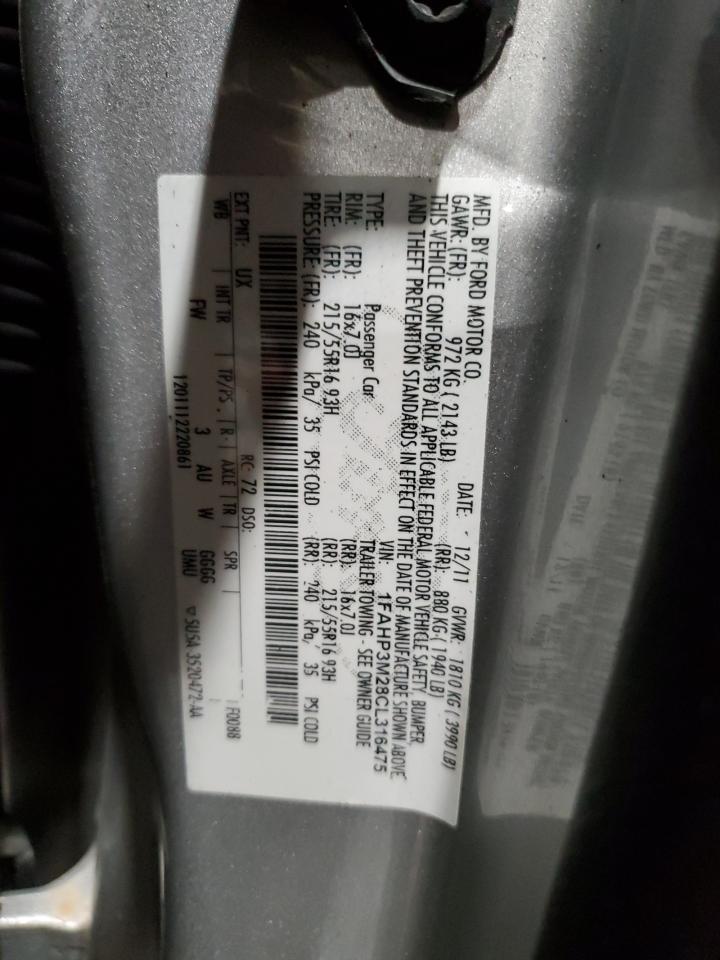 MFD. BY FORD MOTOR CO.
DATE: 12/11 GVWR: 1810 KG ( 3990 LB)
GAWR: (FR): 972 KG ( 2143 LB) (RR): 880 KG ( 1940 LB)
THIS VEHICLE CONFORMS TO ALL APPLICABLE FEDERAL MOTOR VEHICLE SAFETY, BUMPER,
AND THEFT PREVENTION STANDARDS IN EFFECT ON THE DATE OF MANUFACTURE SHOWN ABOVE.
VIN: 1FAHP3M28CL316475
TYPE: Passenger Car TRAILER TOWING - SEE OWNER GUIDE
RIM: (FR): 16x7.0J (RR): 16x7.0J
TIRE: (FR): 215/55R16 93H (RR): 215/55R16 93H
PRESSURE: (FR): 240 kPa/ 35 PSI COLD (RR): 240 kPa/ 35 PSI COLD
EXT PNT: UX RC: 72 DSO: F0088
WB INT TR TP/PS R AXLE TR SPR
FW 3 AU W GGGG
UMU
1201112220861 ▽ 5U5A 3520472-AA